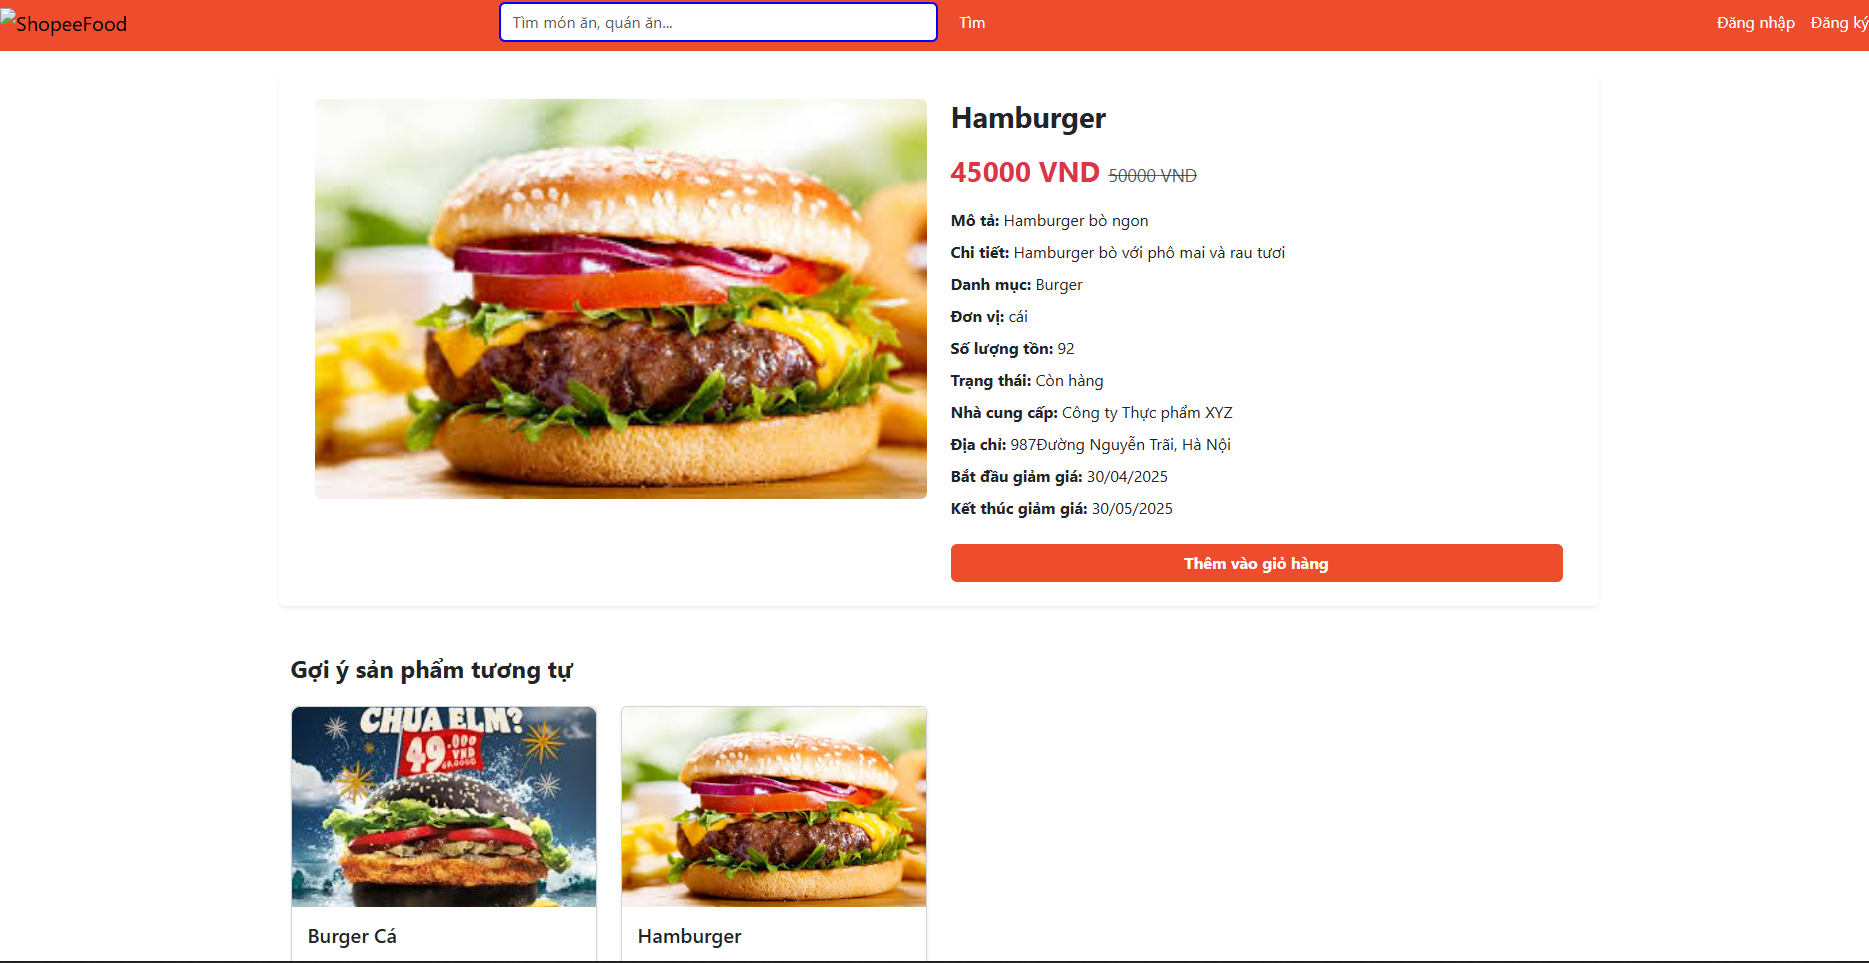 ShopeeFood
Tìm món ăn, quán ăn...
Tìm
Đăng nhập
Đăng ký
Hamburger
45000 VND 50000 VND
Mô tả: Hamburger bò ngon
Chi tiết: Hamburger bò với phô mai và rau tươi
Danh mục: Burger
Đơn vị: cái
Số lượng tồn: 92
Trạng thái: Còn hàng
Nhà cung cấp: Công ty Thực phẩm XYZ
Địa chỉ: 987Đường Nguyễn Trãi, Hà Nội
Bắt đầu giảm giá: 30/04/2025
Kết thúc giảm giá: 30/05/2025
Thêm vào giỏ hàng
Gợi ý sản phẩm tương tự
CHƯA ELM?
49.000
VND
Burger Cá
Hamburger